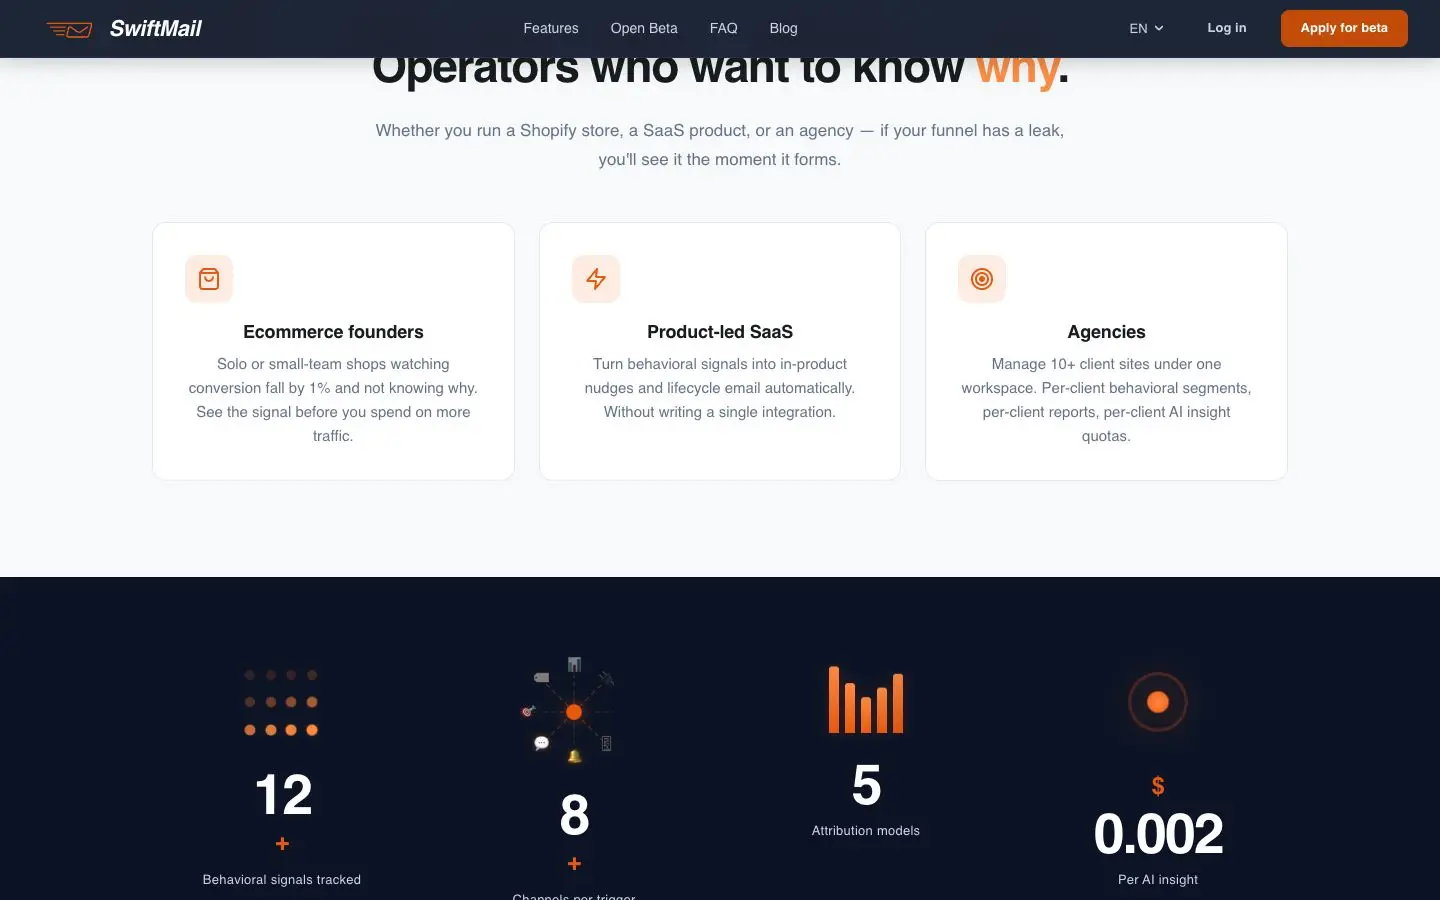 SwiftMail
Features
Open Beta
FAQ
Blog
EN
Log in
Apply for beta
Operators who want to know why.
Whether you run a Shopify store, a SaaS product, or an agency — if your funnel has a leak,
you'll see it the moment it forms.
Ecommerce founders
Solo or small-team shops watching
conversion fall by 1% and not knowing why.
See the signal before you spend on more
traffic.
Product-led SaaS
Turn behavioral signals into in-product
nudges and lifecycle email automatically.
Without writing a single integration.
Agencies
Manage 10+ client sites under one
workspace. Per-client behavioral segments,
per-client reports, per-client AI insight
quotas.
12
+
Behavioral signals tracked
8
+
Channels per trigger
5
Attribution models
$
0.002
Per AI insight